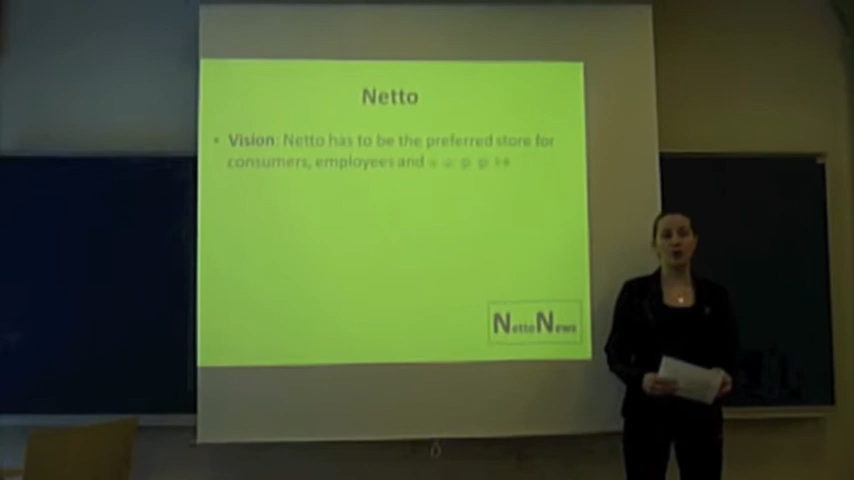 Netto
• Vision: Netto has to be the preferred store for
consumers, employees and
NettoNews